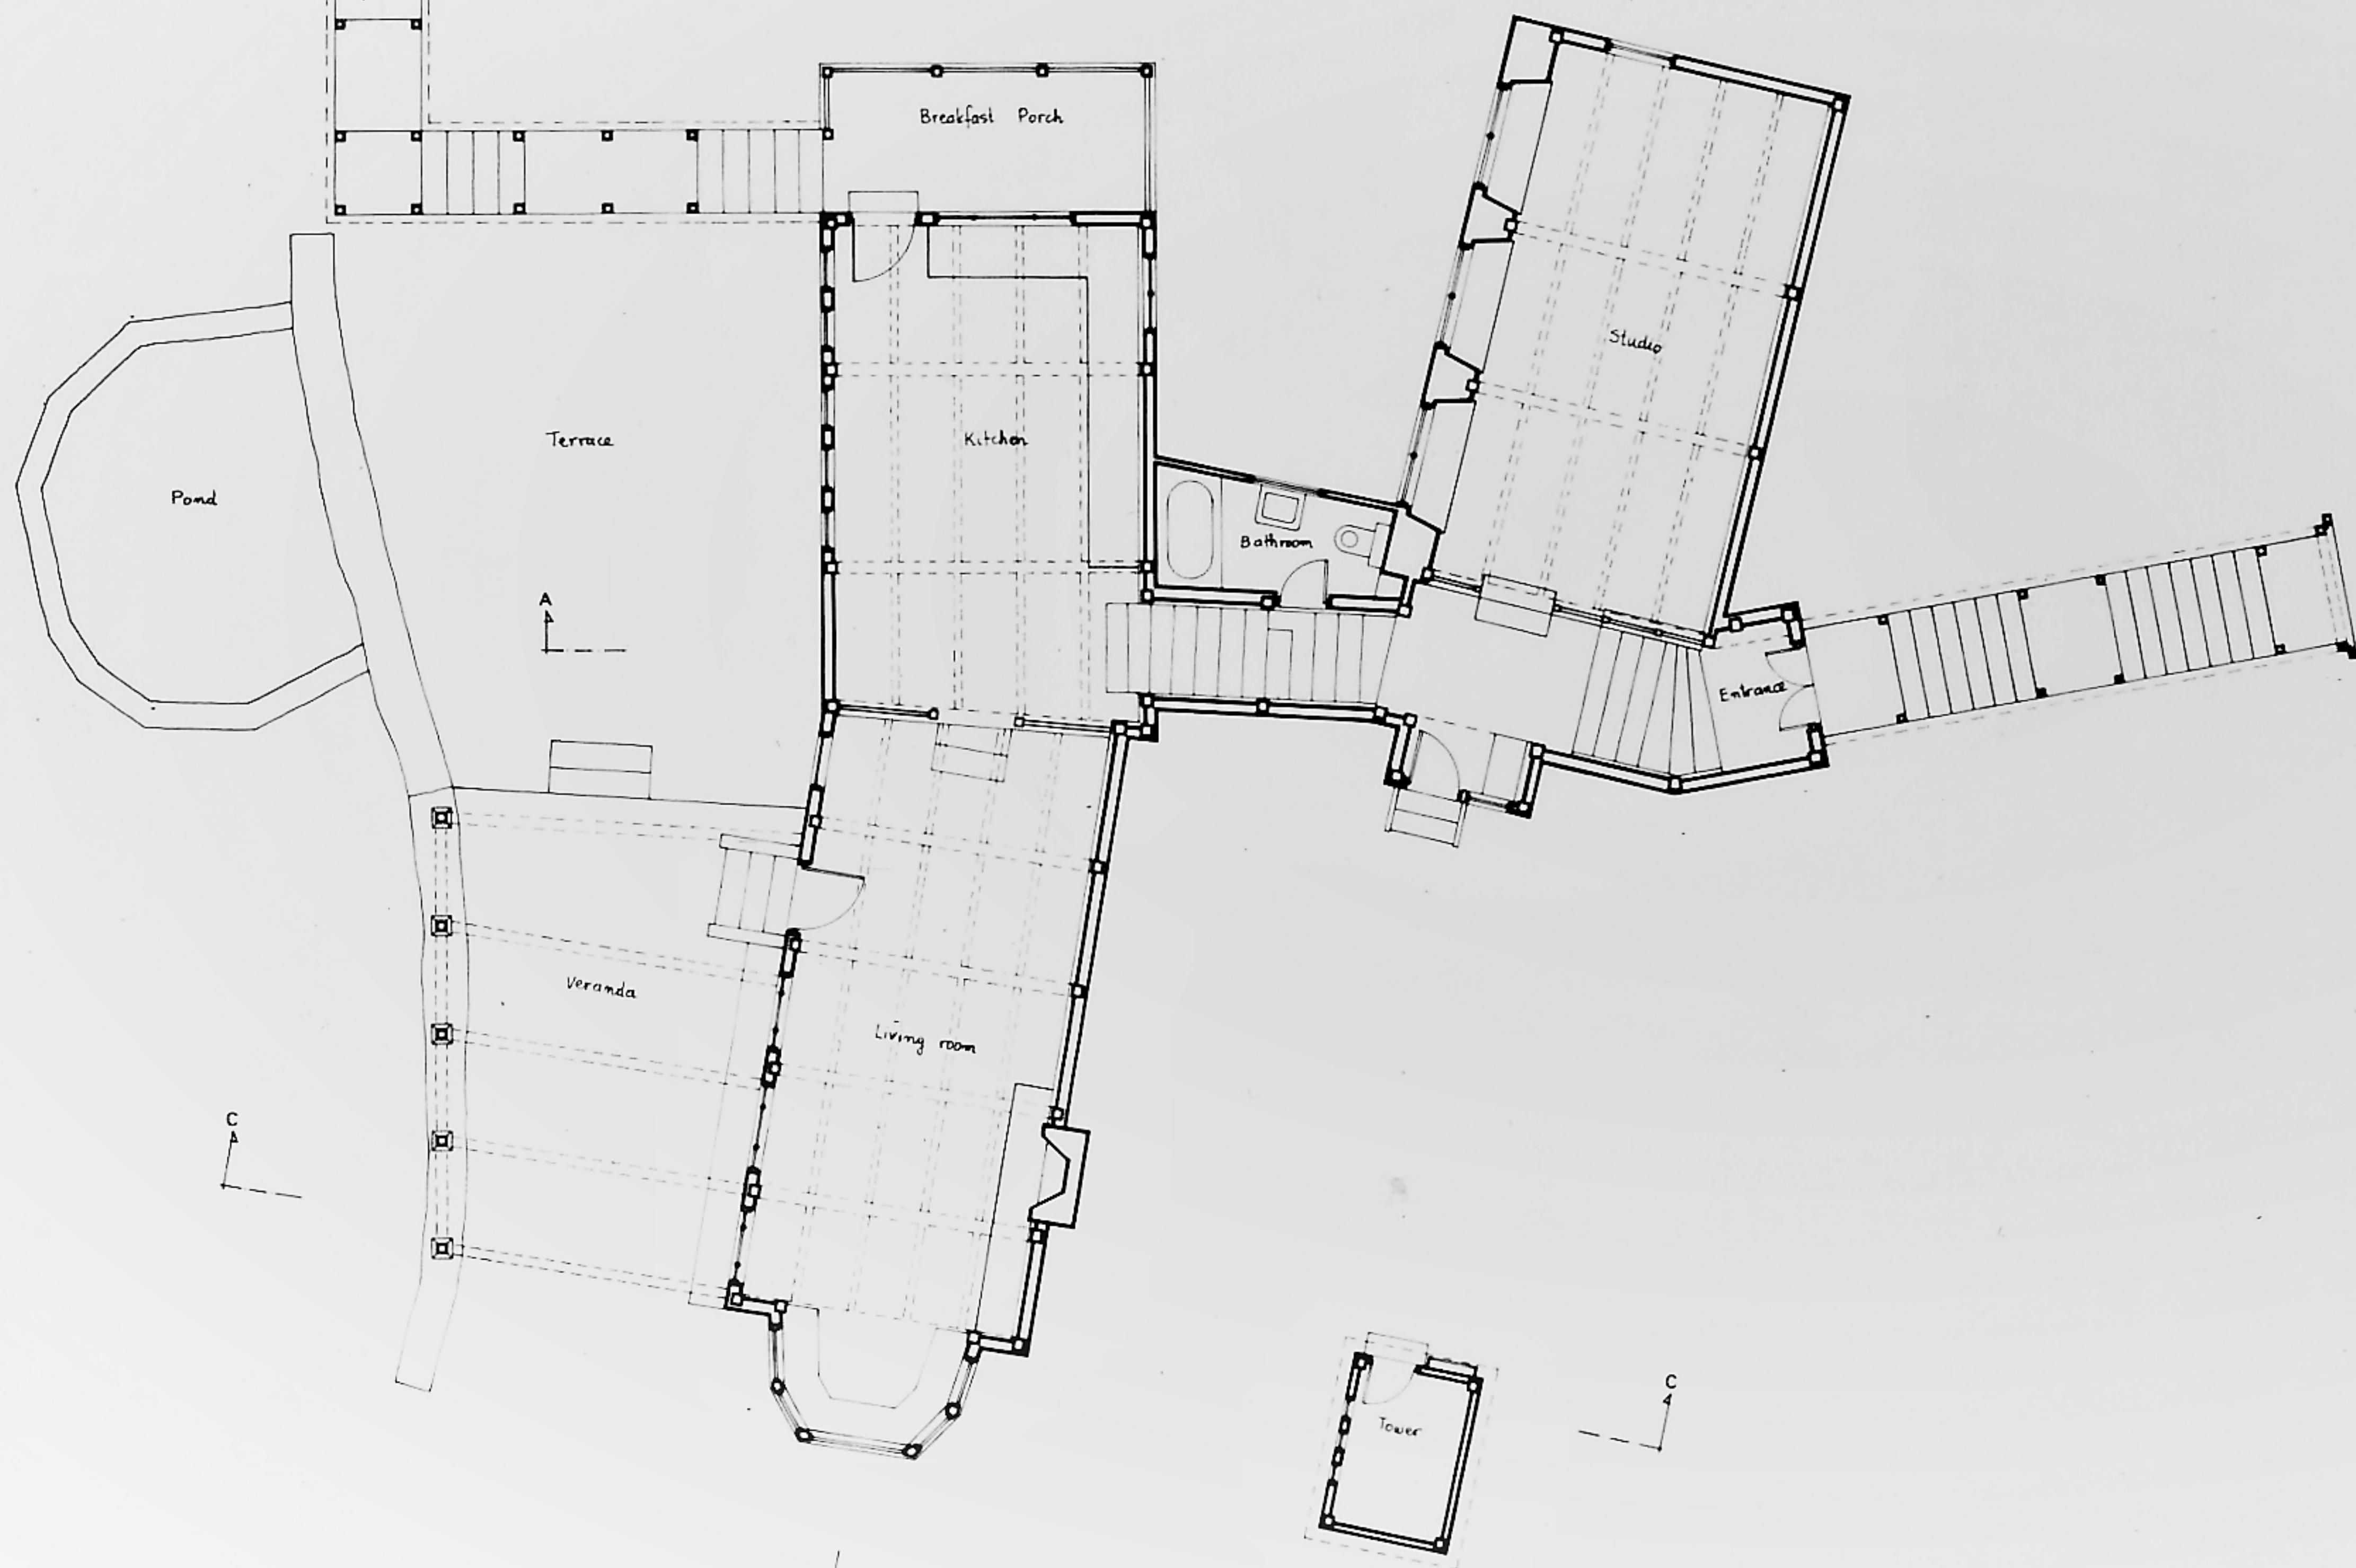 Breakfast Porch
Studio
Terrace
Kitchen
Pond
Bathroom
A
Entrance
Veranda
Living room
C
C
Tower